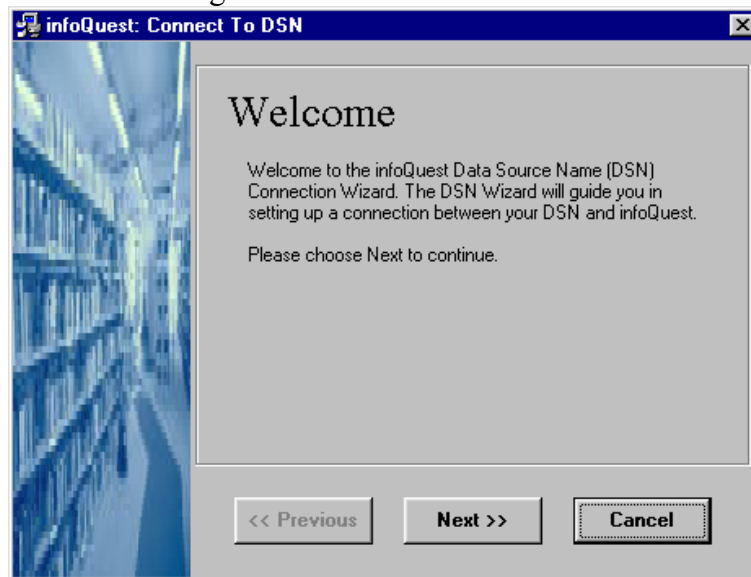 infoQuest: Connect To DSN
Welcome
Welcome to the infoQuest Data Source Name (DSN)
Connection Wizard. The DSN Wizard will guide you in
setting up a connection between your DSN and infoQuest.
Please choose Next to continue.
<< Previous
Next >>
Cancel